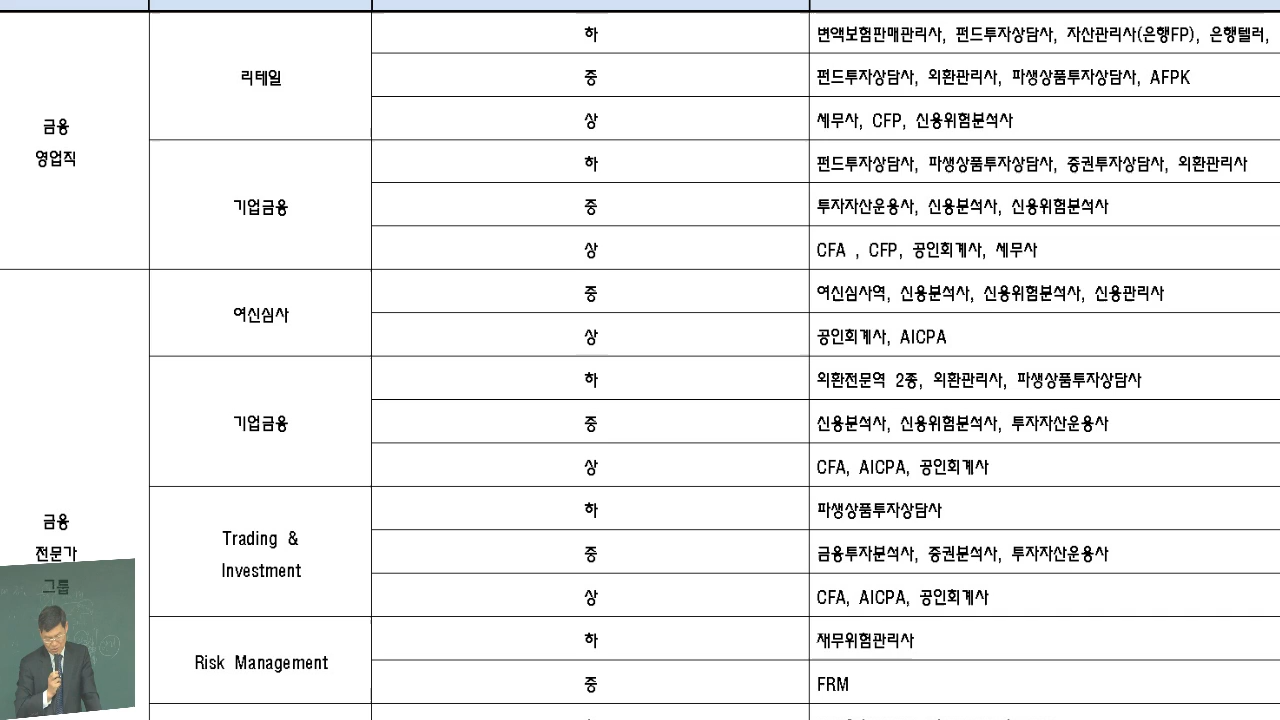 하 변액보험판매관리사, 펀드투자상담사, 자산관리사(은행FP), 은행텔러,
리테일 중 펀드투자상담사, 외환관리사, 파생상품투자상담사, AFPK
상 세무사, CFP, 신용위험분석사
금융
영업직
하 펀드투자상담사, 파생상품투자상담사, 증권투자상담사, 외환관리사
기업금융 중 투자자산운용사, 신용분석사, 신용위험분석사
상 CFA , CFP, 공인회계사, 세무사
여신심사
중 여신심사역, 신용분석사, 신용위험분석사, 신용관리사
상 공인회계사, AICPA
하 외환전문역 2종, 외환관리사, 파생상품투자상담사
기업금융 중 신용분석사, 신용위험분석사, 투자자산운용사
상 CFA, AICPA, 공인회계사
금융
전문가
그룹
Trading &
Investment
하 파생상품투자상담사
중 금융투자분석사, 증권분석사, 투자자산운용사
상 CFA, AICPA, 공인회계사
Risk Management
하 재무위험관리사
중 FRM